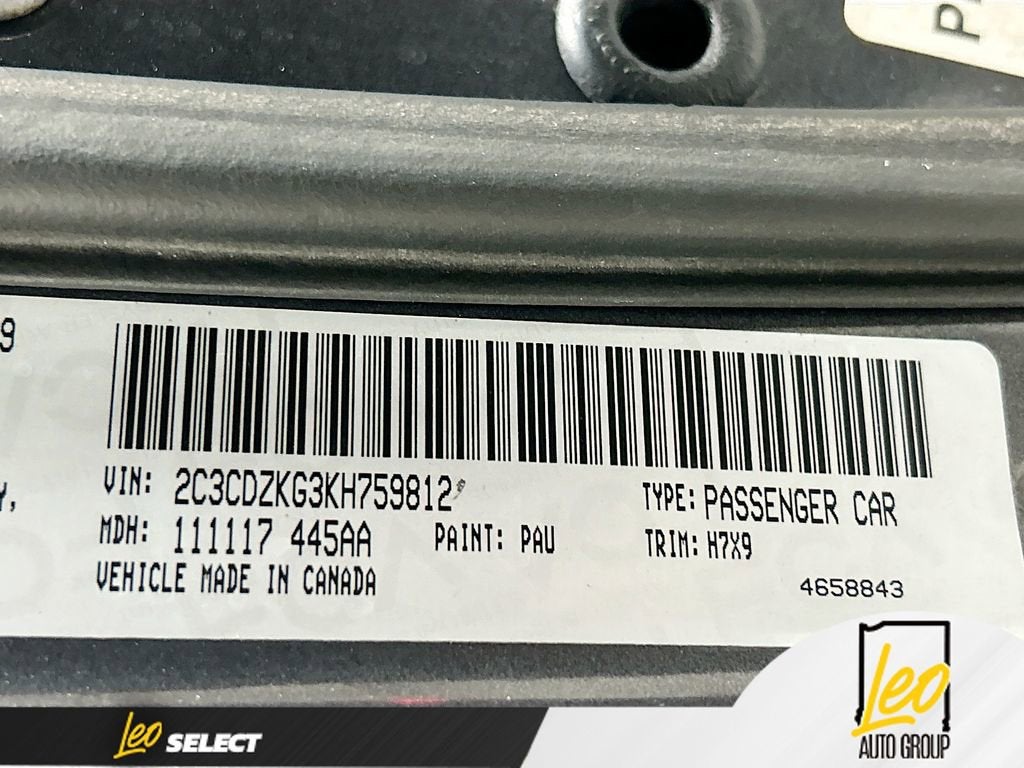 9
VIN: 2C3CDZKG3KH759812
TYPE: PASSENGER CAR
Y,
MDH: 111117 445AA
PAINT: PAU
TRIM: H7X9
VEHICLE MADE IN CANADA
4658843
Leo
AUTO GROUP
Leo SELECT